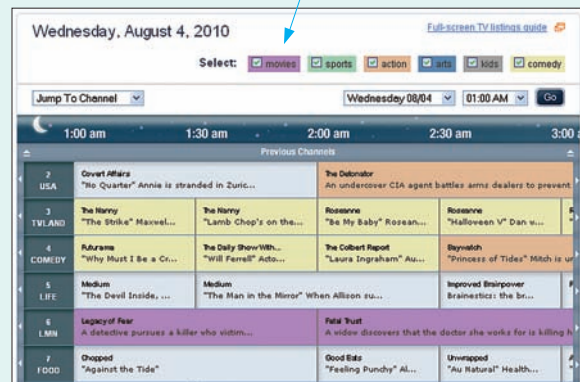 Wednesday, August 4, 2010
Full-screen TV listings guide
Select: movies sports action arts kids comedy
Jump To Channel Wednesday 08/04 01:00 AM Go
1:00 am 1:30 am 2:00 am 2:30 am 3:00
Previous Channels
2 USA
Covert Affairs
"No Quarter" Annie is stranded in Zuric...
The Detonator
An undercover CIA agent battles arms dealers to prevent
3 TVLAND
The Nanny
"The Strike" Maxwel...
The Nanny
"Lamb Chop's on the...
Roseanne
"Be My Baby" Rosean...
Roseanne
"Halloween V" Dan v...
4 COMEDY
Futurama
"Why Must I Be a Cr...
The Daily Show With...
"Will Ferrell" Acto...
The Colbert Report
"Laura Ingraham" Au...
Baywatch
"Princess of Tides" Mitch is ur
5 LIFE
Medium
"The Devil Inside, ...
Medium
"The Man in the Mirror" When Allison su...
Improved Brainpower
Brainestics: the br...
6 LMN
Legacy of Fear
A detective pursues a killer who victim...
Fatal Trust
A widow discovers that the doctor she works for is killing h
7 FOOD
Chopped
"Against the Tide"
Good Eats
"Feeling Punchy" Al...
Unwrapped
"Au Natural" Health...